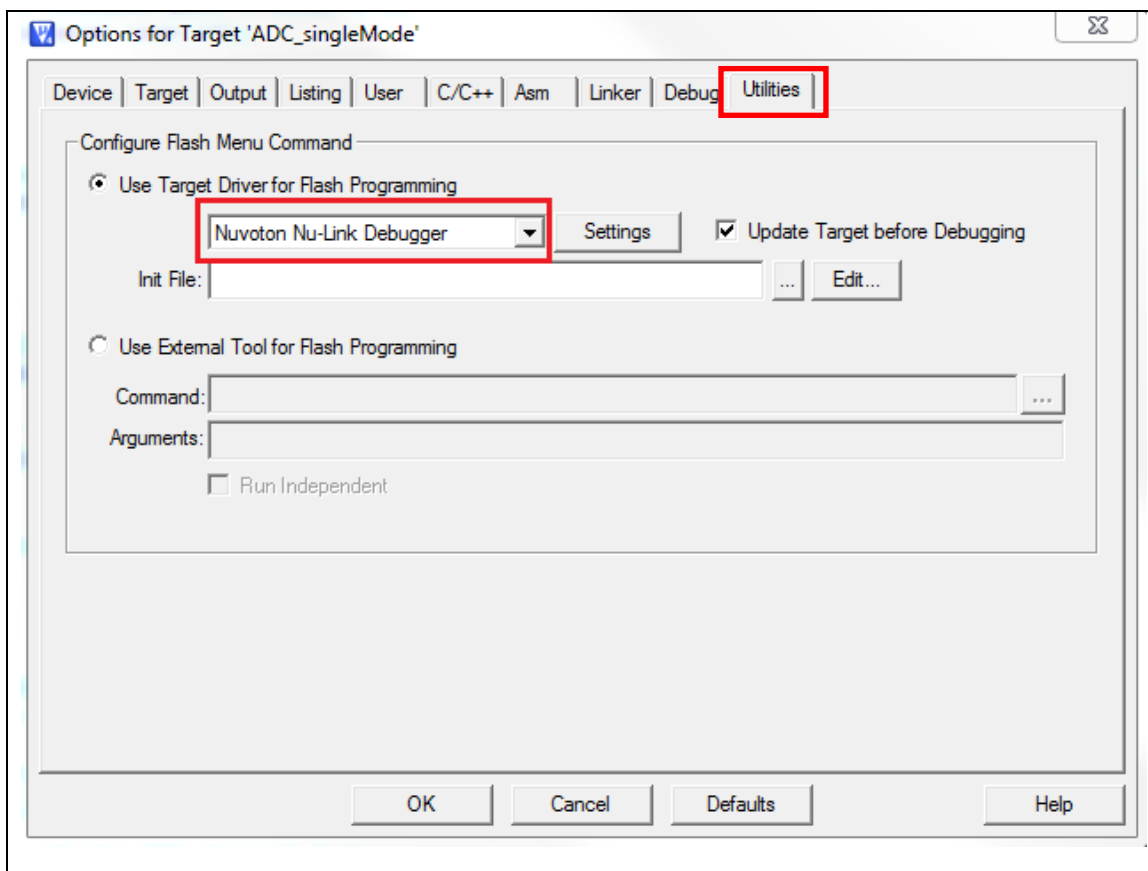 Options for Target 'ADC_singleMode'
Device Target Output Listing User C/C++ Asm Linker Debug Utilities
Configure Flash Menu Command
Use Target Driver for Flash Programming
Nuvoton Nu-Link Debugger Settings Update Target before Debugging
Init File: ... Edit...
Use External Tool for Flash Programming
Command: ...
Arguments:
Run Independent
OK Cancel Defaults Help